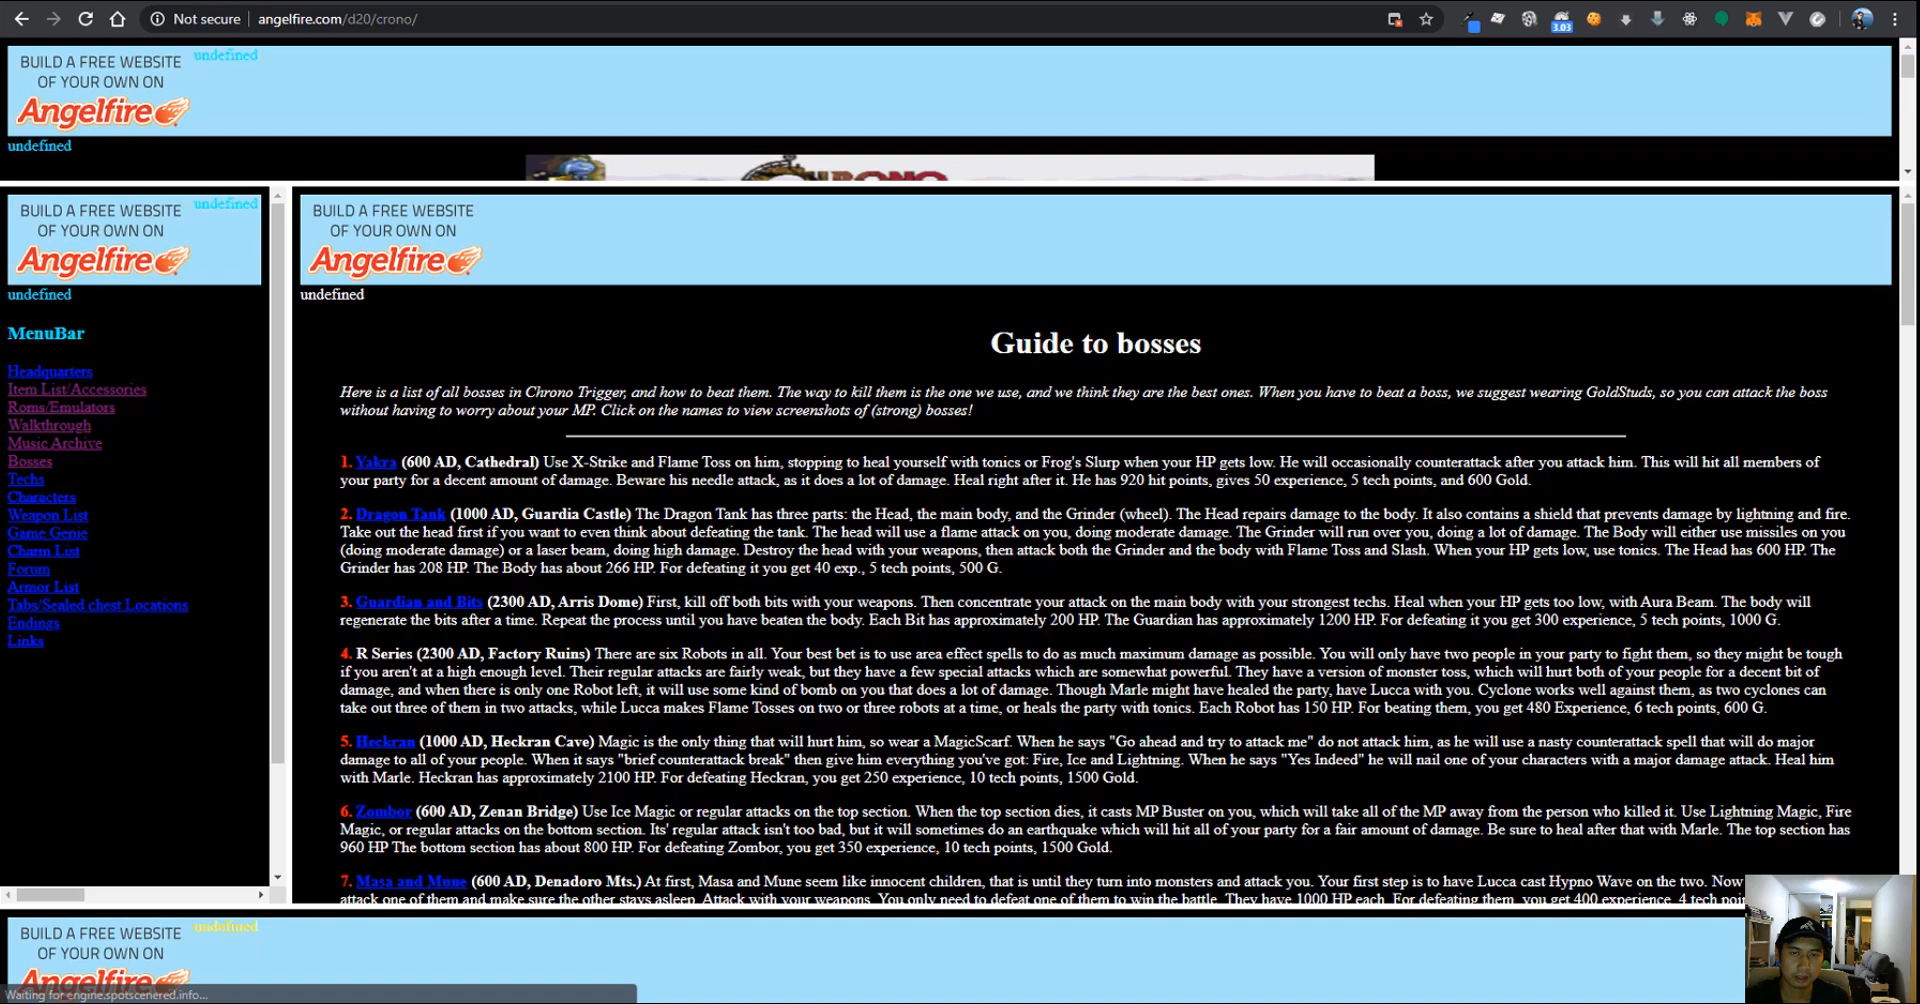 Not secure
angelfire.com/d20/crono/
3.03
BUILD A FREE WEBSITE
OF YOUR OWN ON
Angelfire
undefined
undefined
CHRONO
BUILD A FREE WEBSITE
OF YOUR OWN ON
Angelfire
undefined
undefined
MenuBar
Headquarters
Item List/Accessories
Roms/Emulators
Walkthrough
Music Archive
Bosses
Techs
Characters
Weapon List
Game Genie
Charm List
Forum
Armor List
Tabs/Sealed chest Locations
Endings
Links
BUILD A FREE WEBSITE
OF YOUR OWN ON
Angelfire
undefined
Guide to bosses
Here is a list of all bosses in Chrono Trigger, and how to beat them. The way to kill them is the one we use, and we think they are the best ones. When you have to beat a boss, we suggest wearing GoldStuds, so you can attack the boss
without having to worry about your MP. Click on the names to view screenshots of (strong) bosses!
1. Yakra (600 AD, Cathedral) Use X-Strike and Flame Toss on him, stopping to heal yourself with tonics or Frog's Slurp when your HP gets low. He will occasionally counterattack after you attack him. This will hit all members of
your party for a decent amount of damage. Beware his needle attack, as it does a lot of damage. Heal right after it. He has 920 hit points, gives 50 experience, 5 tech points, and 600 Gold.
2. Dragon Tank (1000 AD, Guardia Castle) The Dragon Tank has three parts: the Head, the main body, and the Grinder (wheel). The Head repairs damage to the body. It also contains a shield that prevents damage by lightning and fire.
Take out the head first if you want to even think about defeating the tank. The head will use a flame attack on you, doing moderate damage. The Grinder will run over you, doing a lot of damage. The Body will either use missiles on you
(doing moderate damage) or a laser beam, doing high damage. Destroy the head with your weapons, then attack both the Grinder and the body with Flame Toss and Slash. When your HP gets low, use tonics. The Head has 600 HP. The
Grinder has 208 HP. The Body has about 266 HP. For defeating it you get 40 exp., 5 tech points, 500 G.
3. Guardian and Bits (2300 AD, Arris Dome) First, kill off both bits with your weapons. Then concentrate your attack on the main body with your strongest techs. Heal when your HP gets too low, with Aura Beam. The body will
regenerate the bits after a time. Repeat the process until you have beaten the body. Each Bit has approximately 200 HP. The Guardian has approximately 1200 HP. For defeating it you get 300 experience, 5 tech points, 1000 G.
4. R Series (2300 AD, Factory Ruins) There are six Robots in all. Your best bet is to use area effect spells to do as much maximum damage as possible. You will only have two people in your party to fight them, so they might be tough
if you aren't at a high enough level. Their regular attacks are fairly weak, but they have a few special attacks which are somewhat powerful. They have a version of monster toss, which will hurt both of your people for a decent bit of
damage, and when there is only one Robot left, it will use some kind of bomb on you that does a lot of damage. Though Marle might have healed the party, have Lucca with you. Cyclone works well against them, as two cyclones can
take out three of them in two attacks, while Lucca makes Flame Tosses on two or three robots at a time, or heals the party with tonics. Each Robot has 150 HP. For beating them, you get 480 Experience, 6 tech points, 600 G.
5. Heckran (1000 AD, Heckran Cave) Magic is the only thing that will hurt him, so wear a MagicScarf. When he says "Go ahead and try to attack me" do not attack him, as he will use a nasty counterattack spell that will do major
damage to all of your people. When it says "brief counterattack break" then give him everything you've got: Fire, Ice and Lightning. When he says "Yes Indeed" he will nail one of your characters with a major damage attack. Heal him
with Marle. Heckran has approximately 2100 HP. For defeating Heckran, you get 250 experience, 10 tech points, 1500 Gold.
6. Zombor (600 AD, Zenan Bridge) Use Ice Magic or regular attacks on the top section. When the top section dies, it casts MP Buster on you, which will take all of the MP away from the person who killed it. Use Lightning Magic, Fire
Magic, or regular attacks on the bottom section. Its' regular attack isn't too bad, but it will sometimes do an earthquake which will hit all of your party for a fair amount of damage. Be sure to heal after that with Marle. The top section has
960 HP The bottom section has about 800 HP. For defeating Zombor, you get 350 experience, 10 tech points, 1500 Gold.
7. Masa and Mune (600 AD, Denadoro Mts.) At first, Masa and Mune seem like innocent children, that is until they turn into monsters and attack you. Your first step is to have Lucca cast Hypno Wave on the two. Now
attack one of them and make sure the other stays asleep. Attack with your weapons. You only need to defeat one of them to win the battle. They have 1000 HP each. For defeating them, you get 400 experience, 4 tech
BUILD A FREE WEBSITE
OF YOUR OWN ON
Angelfire
undefined
Waiting for engine.spotscenered.info...